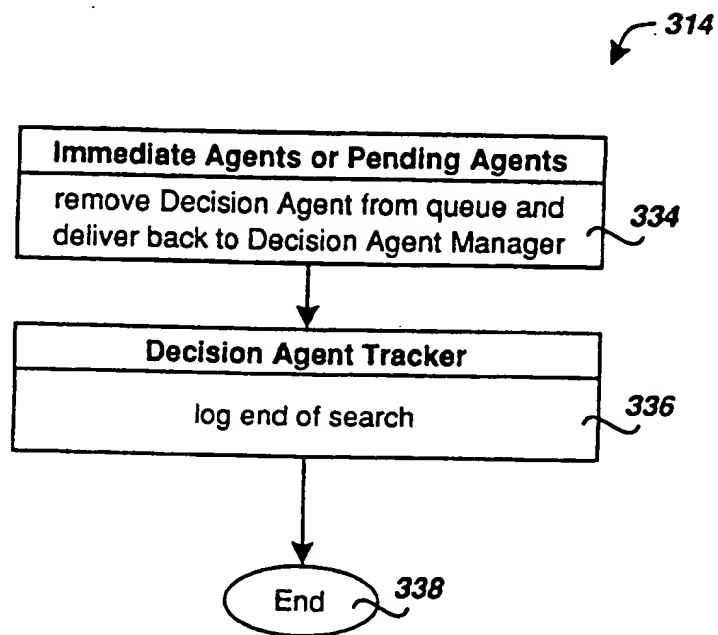 314
Immediate Agents or Pending Agents
remove Decision Agent from queue and
deliver back to Decision Agent Manager
334
Decision Agent Tracker
log end of search
336
End
338